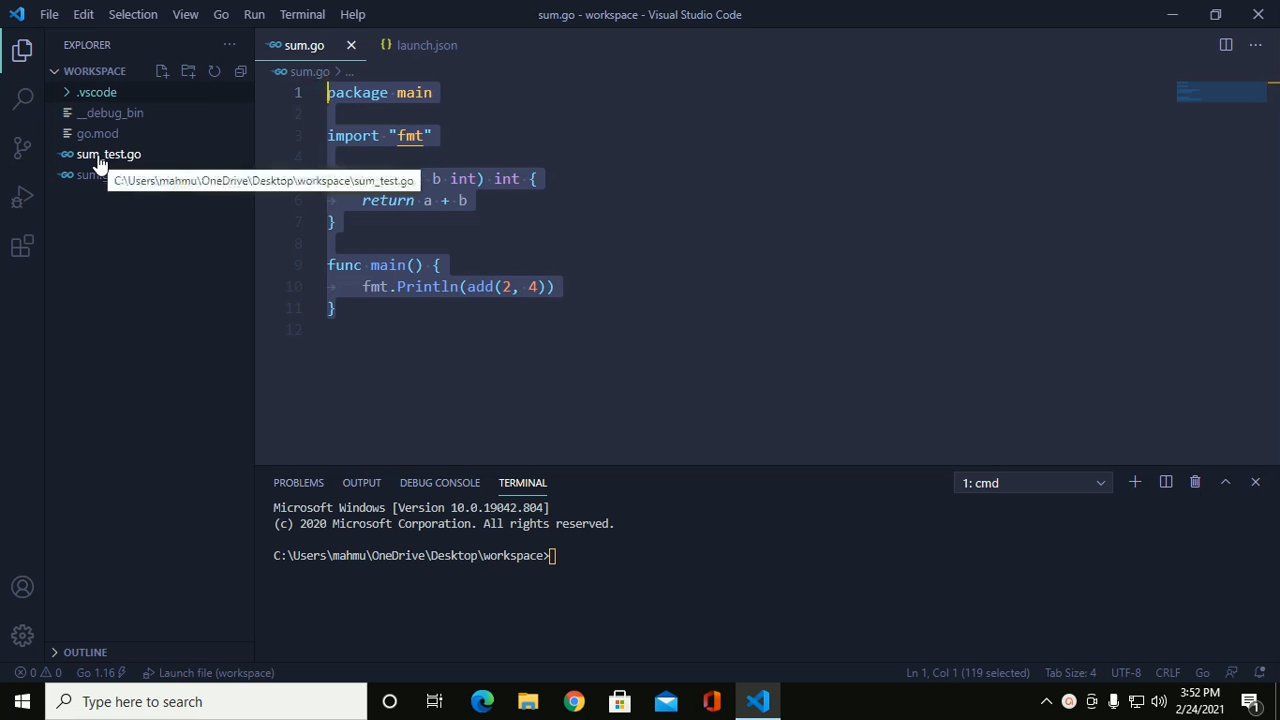 File Edit Selection View Go Run Terminal Help
sum.go - workspace - Visual Studio Code
EXPLORER
WORKSPACE
.vscode
__debug_bin
go.mod
sum_test.go
C:\Users\mahmu\OneDrive\Desktop\workspace\sum_test.go
sum.go launch.json
sum.go > ...
1 package main
2
3 import "fmt"
4
b int) int {
6 return a + b
7 }
8
9 func main() {
10 fmt.Println(add(2, 4))
11 }
12
PROBLEMS OUTPUT DEBUG CONSOLE TERMINAL
1: cmd
Microsoft Windows [Version 10.0.19042.804]
(c) 2020 Microsoft Corporation. All rights reserved.
C:\Users\mahmu\OneDrive\Desktop\workspace>
OUTLINE
0 0 Go 1.16 Launch file (workspace)
Ln 1, Col 1 (119 selected) Tab Size: 4 UTF-8 CRLF Go
Type here to search
3:52 PM
2/24/2021
1